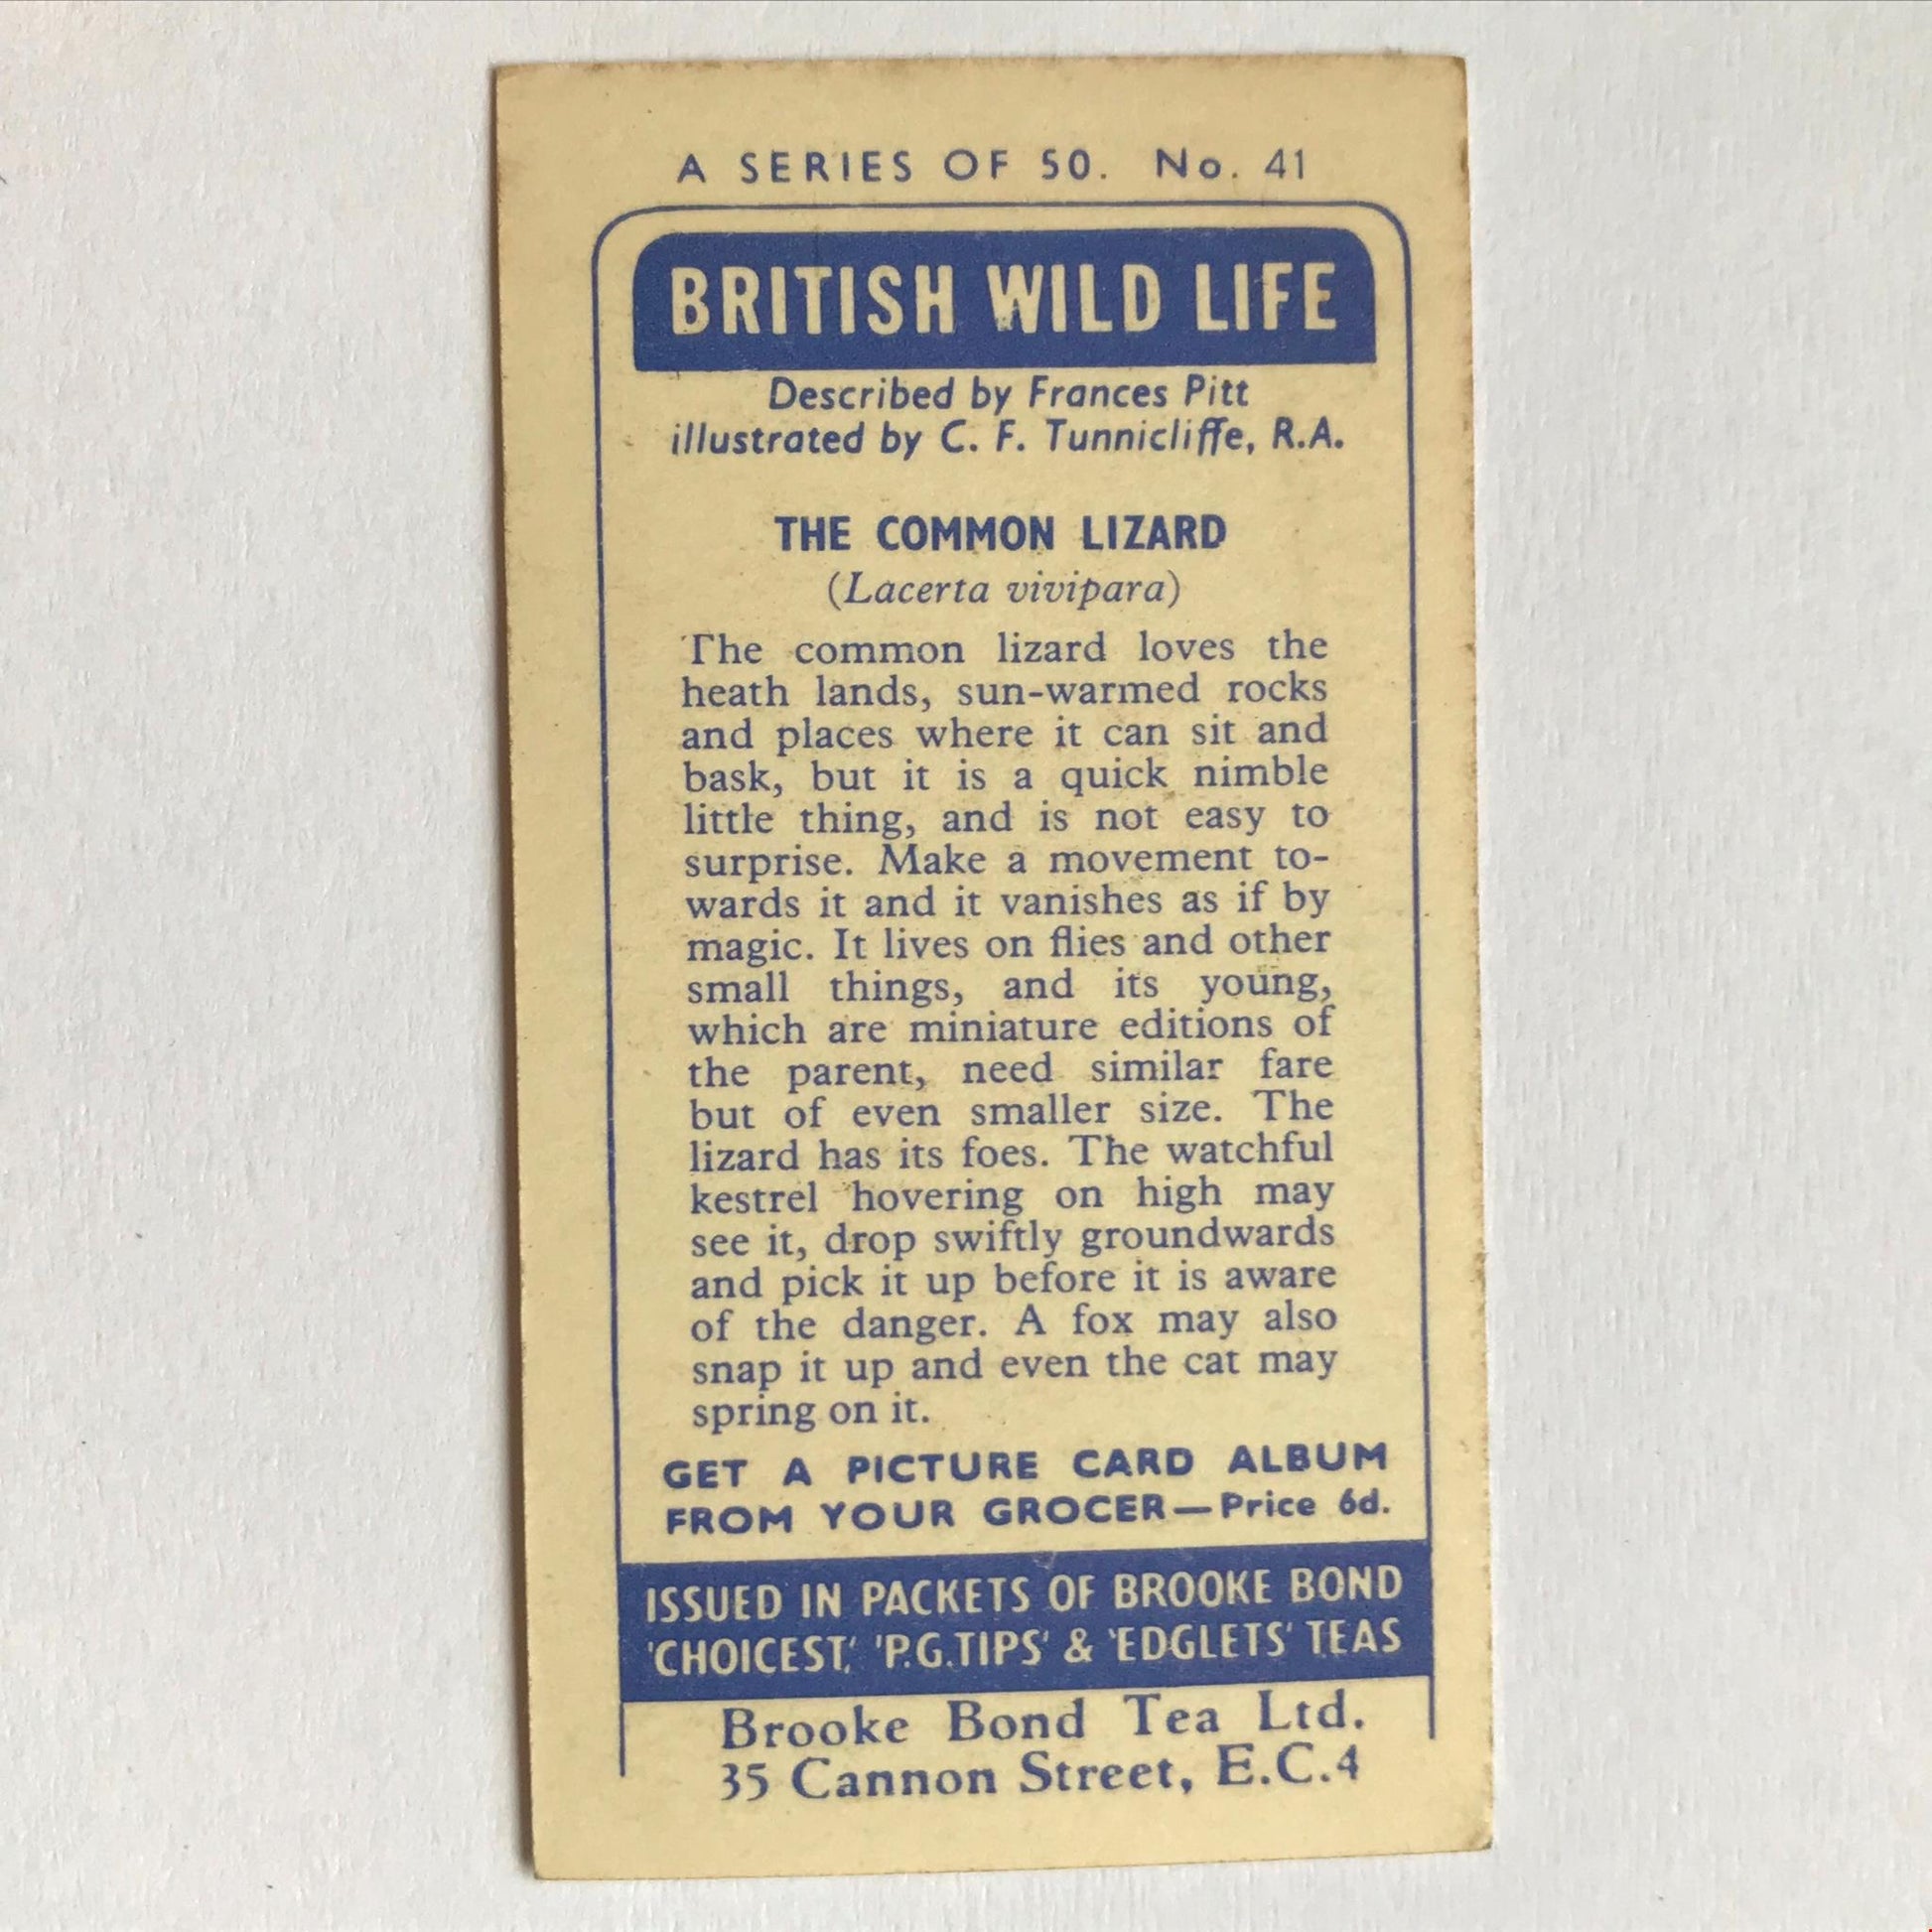 A SERIES OF 50. No. 41
BRITISH WILD LIFE
Described by Frances Pitt
illustrated by C. F. Tunnicliffe, R.A.
THE COMMON LIZARD
(Lacerta vivipara)
The common lizard loves the
heath lands, sun-warmed rocks
and places where it can sit and
bask, but it is a quick nimble
little thing, and is not easy to
surprise. Make a movement to-
wards it and it vanishes as if by
magic. It lives on flies and other
small things, and its young,
which are miniature editions of
the parent, need similar fare
but of even smaller size. The
lizard has its foes. The watchful
kestrel hovering on high may
see it, drop swiftly groundwards
and pick it up before it is aware
of the danger. A fox may also
snap it up and even the cat may
spring on it.
GET A PICTURE CARD ALBUM
FROM YOUR GROCER—Price 6d.
ISSUED IN PACKETS OF BROOKE BOND
'CHOICEST,' 'P.G.TIPS' & 'EDGLETS' TEAS
Brooke Bond Tea Ltd.
35 Cannon Street, E.C.4